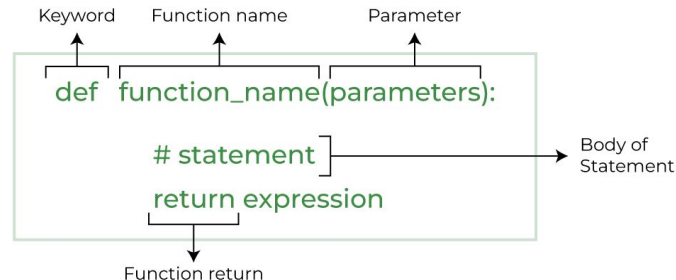 Keyword Function name Parameter
def function_name(parameters):
# statement
Body of
Statement
return expression
Function return